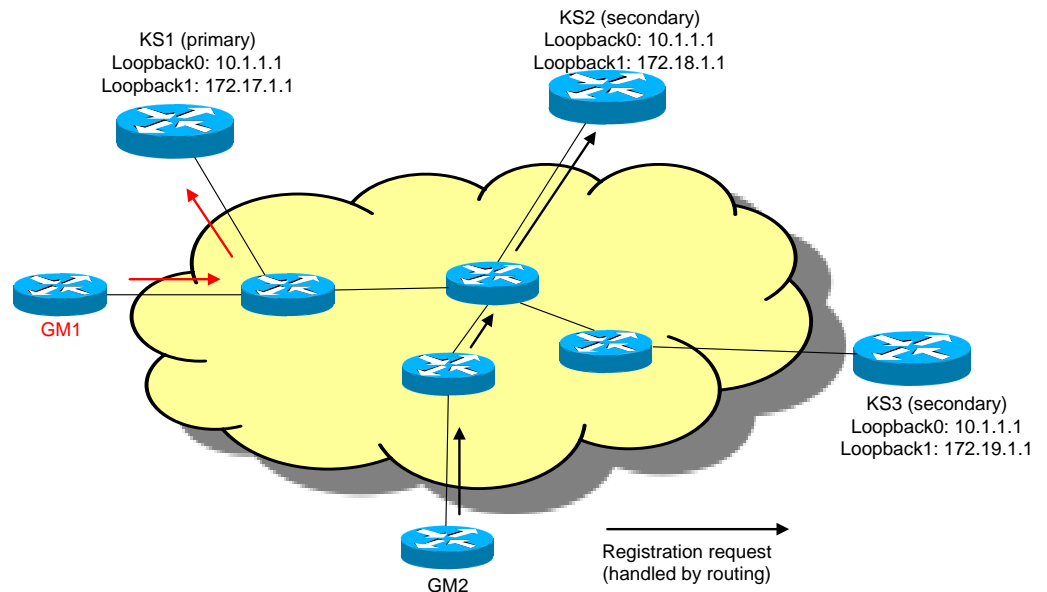 KS1 (primary)
Loopback0: 10.1.1.1
Loopback1: 172.17.1.1
KS2 (secondary)
Loopback0: 10.1.1.1
Loopback1: 172.18.1.1
GM1
KS3 (secondary)
Loopback0: 10.1.1.1
Loopback1: 172.19.1.1
GM2
Registration request
(handled by routing)